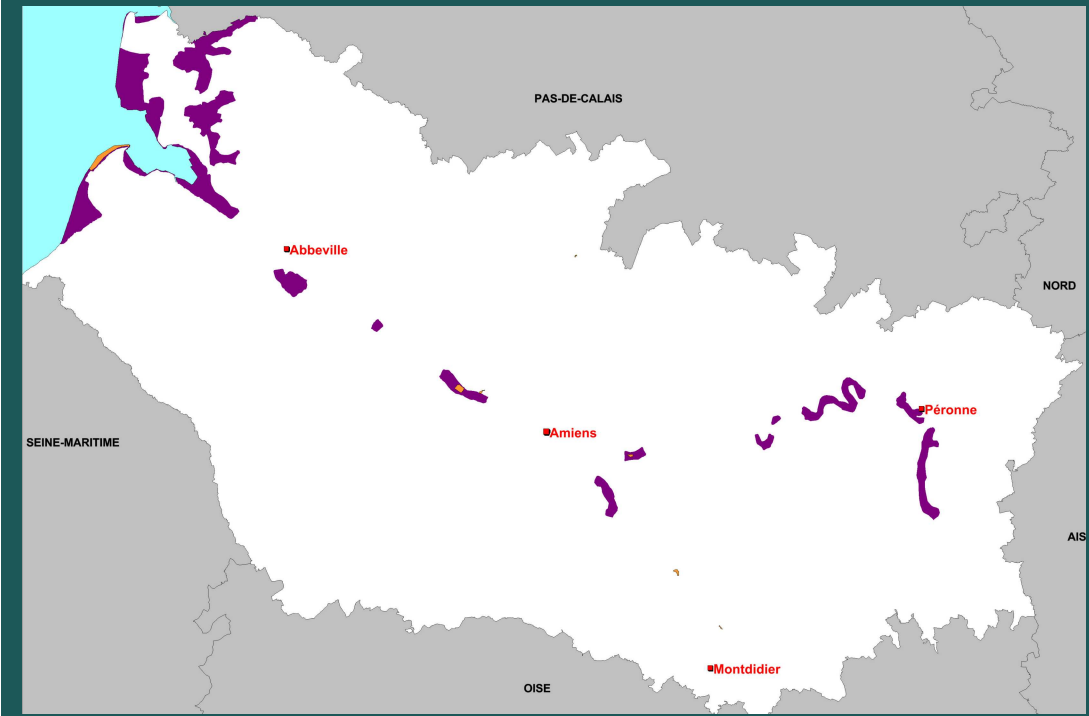 PAS-DE-CALAIS
Abbeville
NORD
Péronne
Amiens
SEINE-MARITIME
AIS
Montdidier
OISE